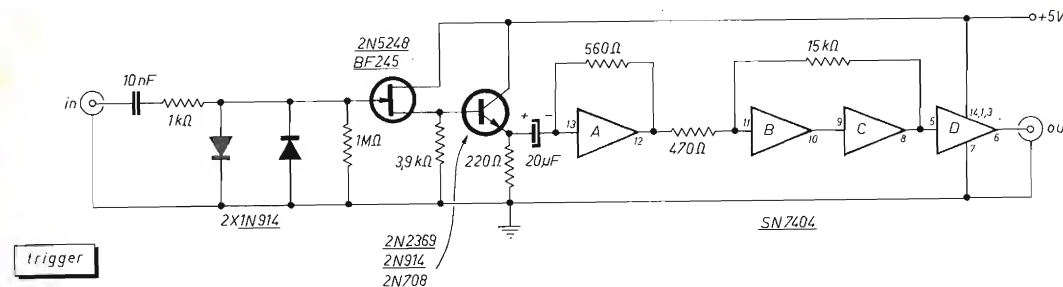 in
10nF
1kΩ
2X1N914
1MΩ
2N5248
BF245
3,9kΩ
220Ω
2N2369
2N914
2N708
+ -
20µF
560Ω
13
A
12
470Ω
15kΩ
11
B
10
9
C
8
5
D
14,1,3
7
6
SN7404
+5V
ou
trigger